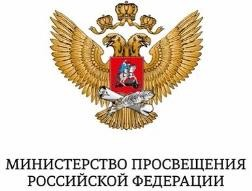 МИНИСТЕРСТВО ПРОСВЕЩЕНИЯ
РОССИЙСКОЙ ФЕДЕРАЦИИ